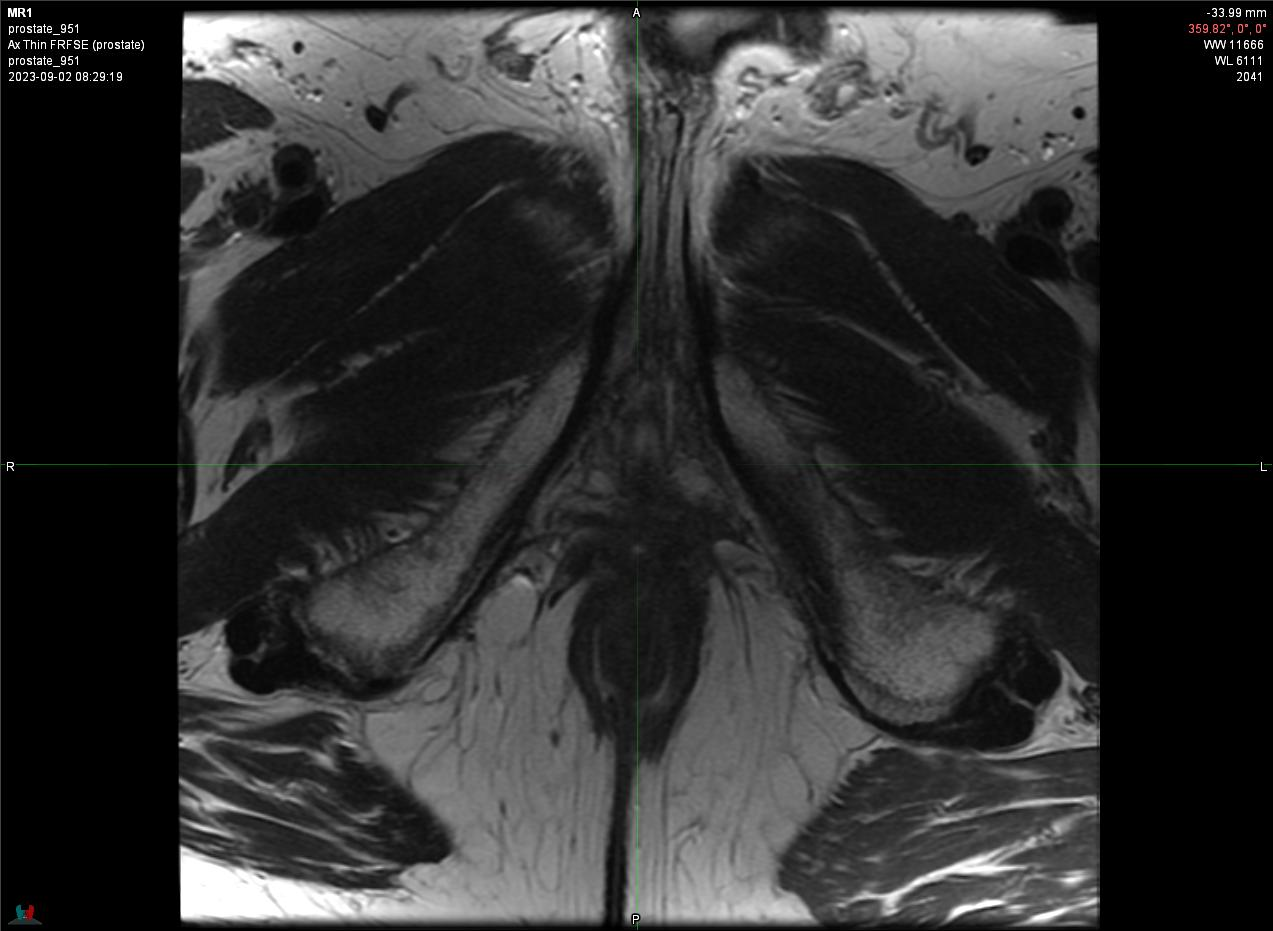 MR1
prostate_951
Ax Thin FRFSE (prostate)
prostate_951
2023-09-02 08:29:19
A
-33.99 mm
359.82°, 0°, 0°
WW 11666
WL 6111
2041
R
L
P